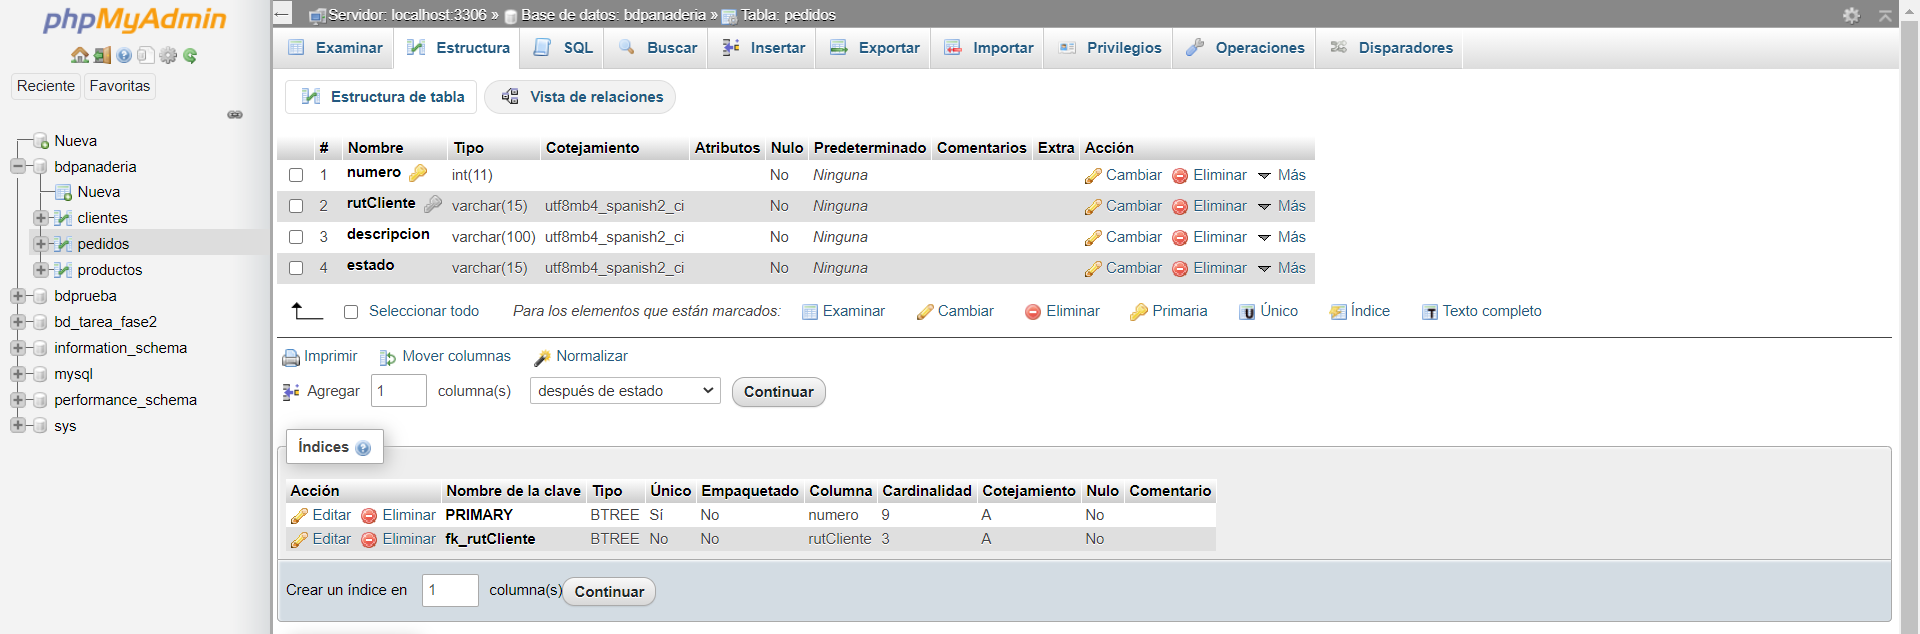 phpMyAdmin
Reciente Favoritas
Nueva
bdpanaderia
Nueva
clientes
pedidos
productos
bdprueba
bd_tarea_fase2
information_schema
mysql
performance_schema
sys
Servidor: localhost:3306 » Base de datos: bdpanaderia » Tabla: pedidos
Examinar Estructura SQL Buscar Insertar Exportar Importar Privilegios Operaciones Disparadores
Estructura de tabla Vista de relaciones
# Nombre Tipo Cotejamiento Atributos Nulo Predeterminado Comentarios Extra Acción
1 numero int(11) No Ninguna Cambiar Eliminar Más
2 rutCliente varchar(15) utf8mb4_spanish2_ci No Ninguna Cambiar Eliminar Más
3 descripcion varchar(100) utf8mb4_spanish2_ci No Ninguna Cambiar Eliminar Más
4 estado varchar(15) utf8mb4_spanish2_ci No Ninguna Cambiar Eliminar Más
Seleccionar todo Para los elementos que están marcados: Examinar Cambiar Eliminar Primaria Único Índice Texto completo
Imprimir Mover columnas Normalizar
Agregar 1 columna(s) después de estado Continuar
Índices
Acción Nombre de la clave Tipo Único Empaquetado Columna Cardinalidad Cotejamiento Nulo Comentario
Editar Eliminar PRIMARY BTREE Sí No numero 9 A No
Editar Eliminar fk_rutCliente BTREE No No rutCliente 3 A No
Crear un índice en 1 columna(s) Continuar